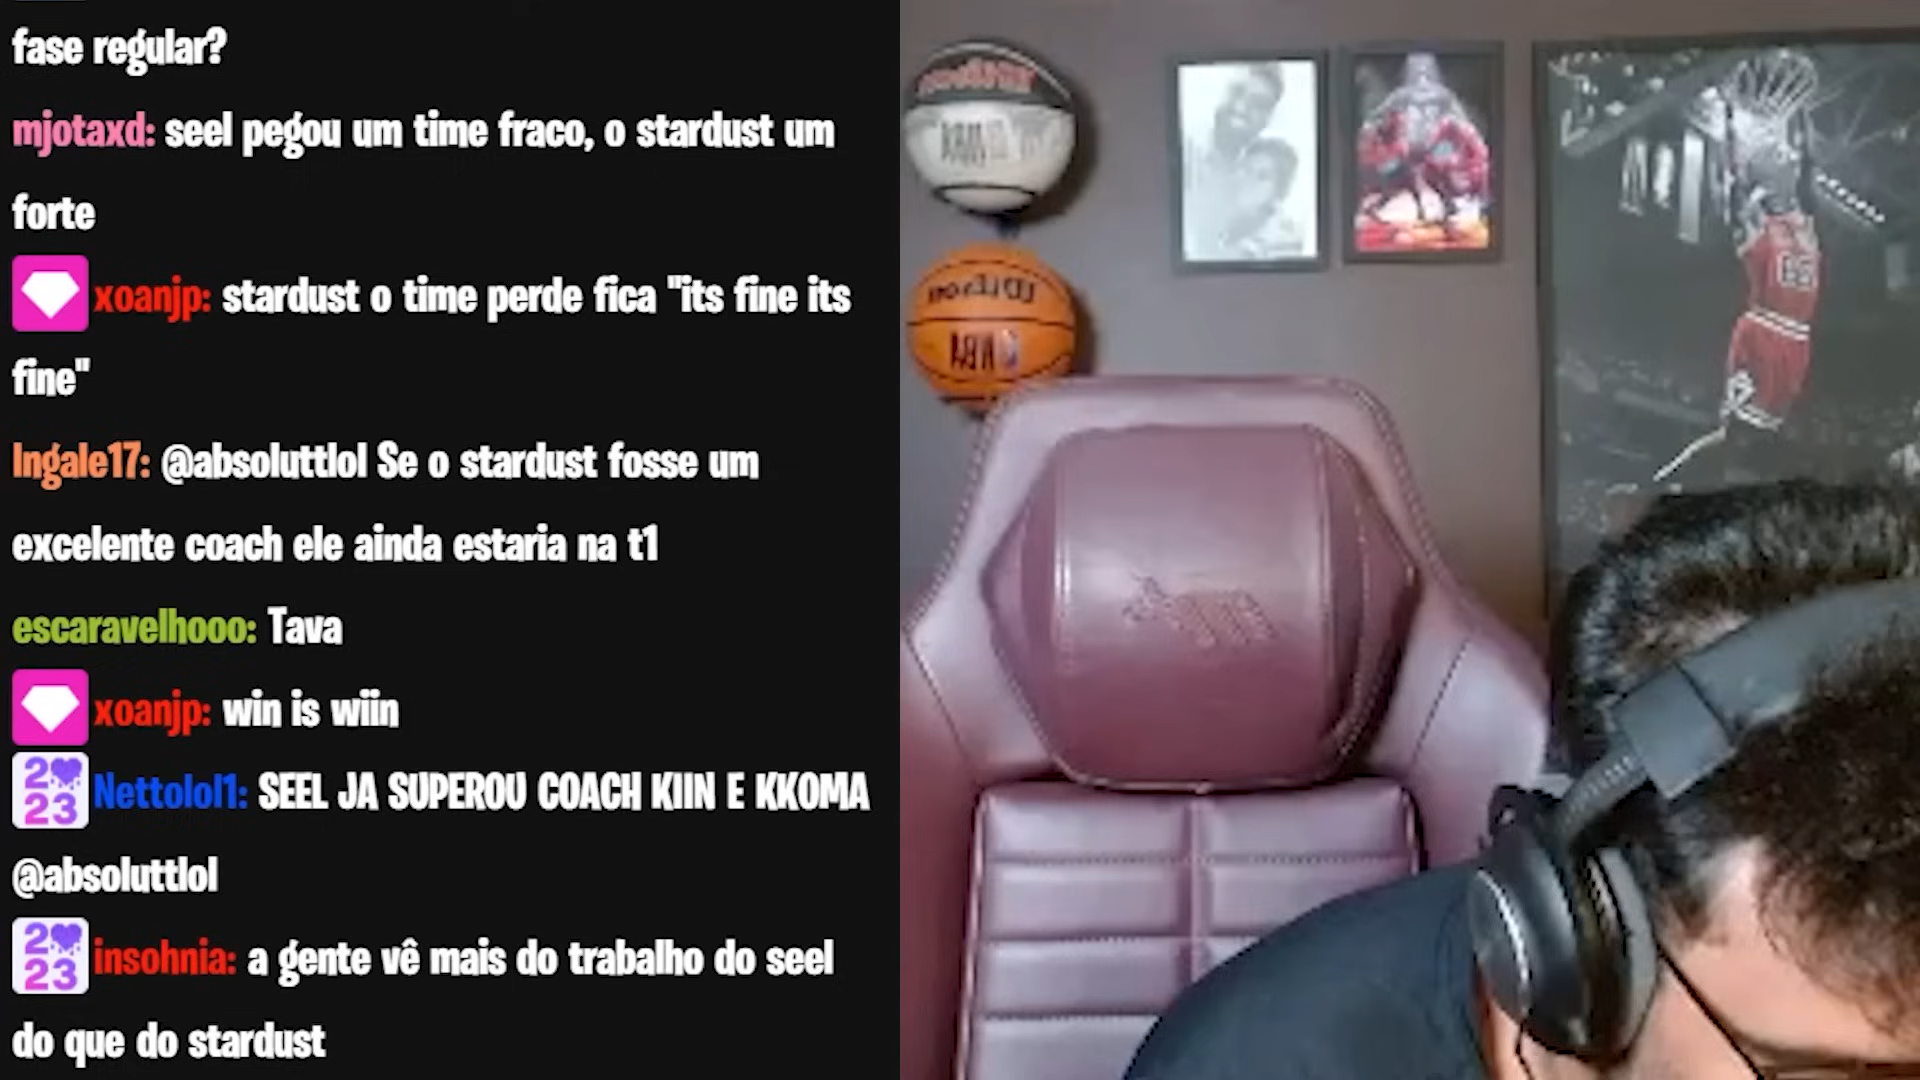 fase regular?
mjotaxd: seel pegou um time fraco, o stardust um
forte
xoanjp: stardust o time perde fica "its fine its
fine"
Ingale17: @absoluttlol Se o stardust fosse um
excelente coach ele ainda estaria na t1
escaravelhooo: Tava
xoanjp: win is wiin
2023
Nettolol1: SEEL JA SUPEROU COACH KIIN E KKOMA
@absoluttlol
2023
insohnia: a gente vê mais do trabalho do seel
do que do stardust
Wilson
NBA